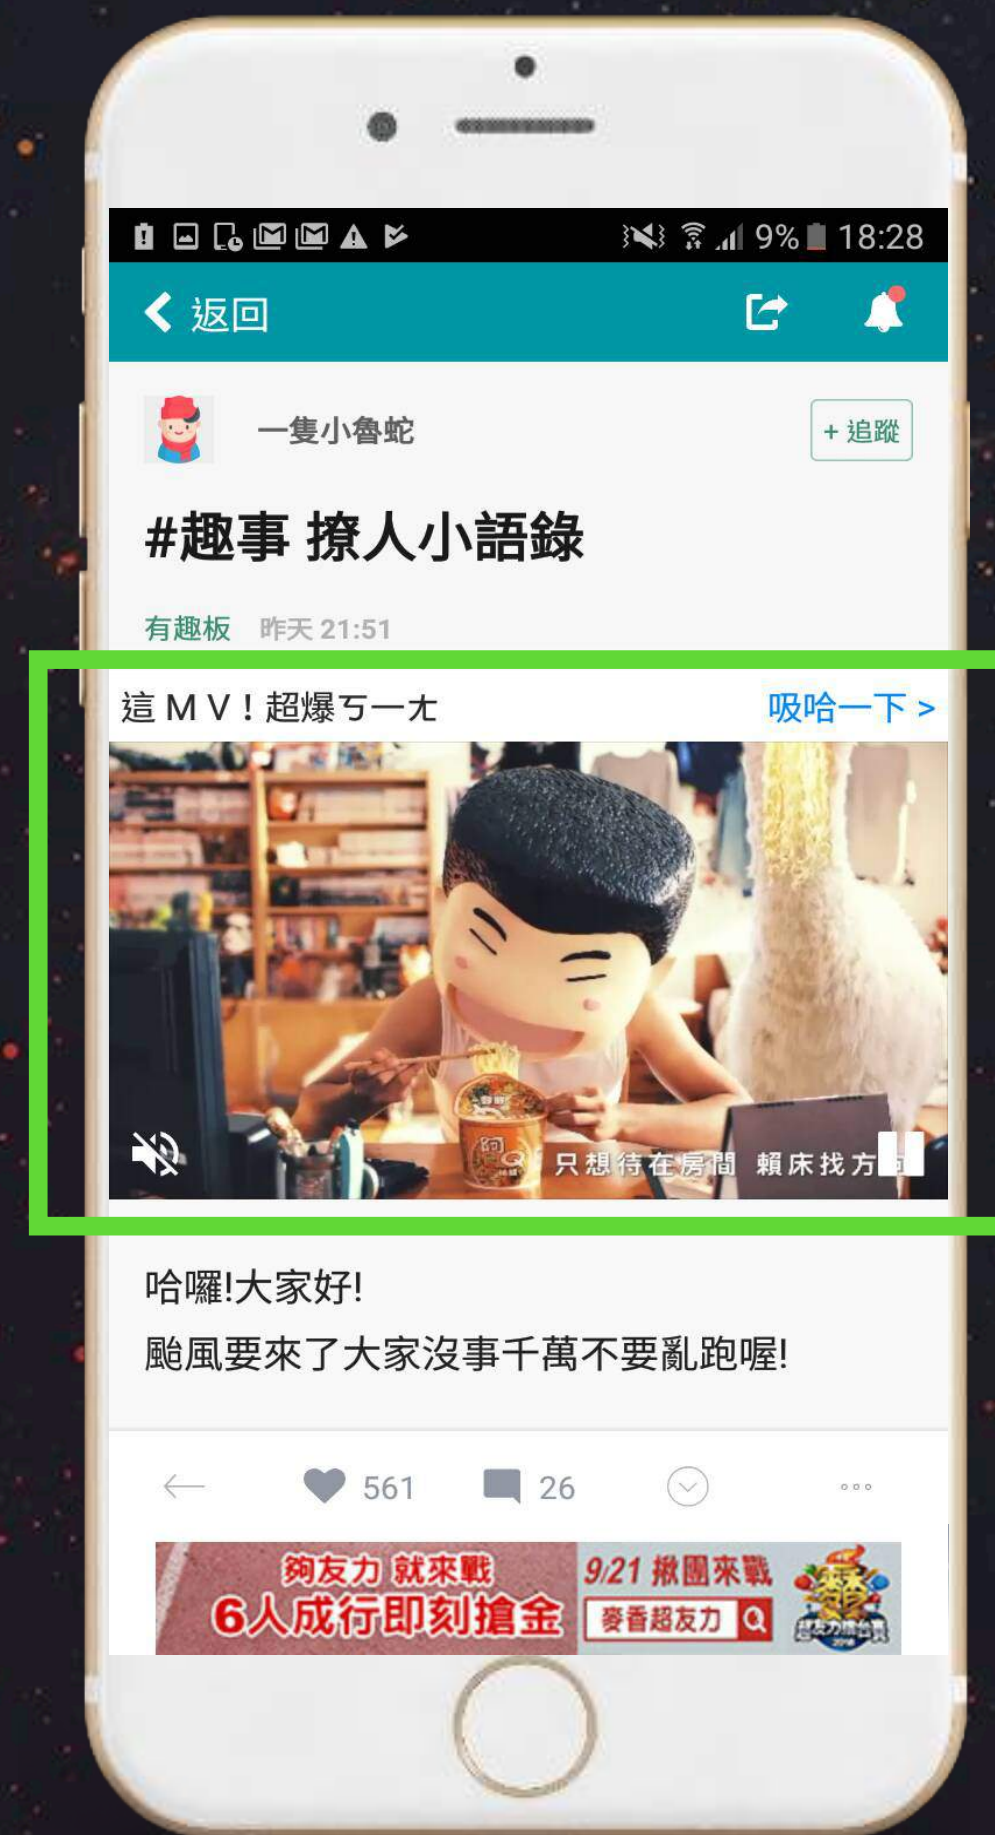 9% 18:28
返回
一隻小魯蛇
+ 追蹤
#趣事 撩人小語錄
有趣板 昨天 21:51
這 M V！超爆ㄎㄧㄤ
吸哈一下 >
阿Q
只想待在房間 賴床找方
哈囉!大家好!
颱風要來了大家沒事千萬不要亂跑喔!
561 26
夠友力 就來戰
6人成行即刻搶金
9/21 揪團來戰
麥香超友力
2018